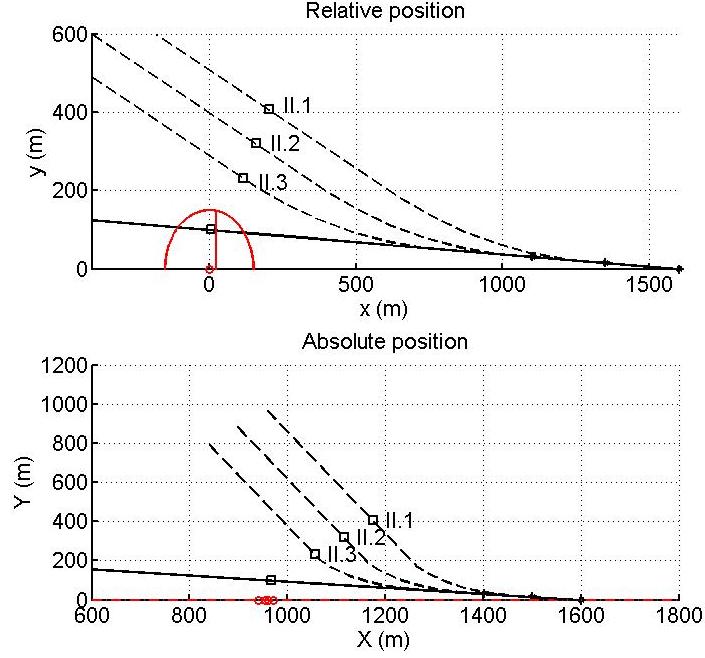 Relative position
600
400
200
0
y (m)
II.1
II.2
II.3
0
500
1000
1500
x (m)
Absolute position
1200
1000
800
600
400
200
0
Y (m)
II.1
II.2
II.3
600
800
1000
1200
1400
1600
1800
X (m)